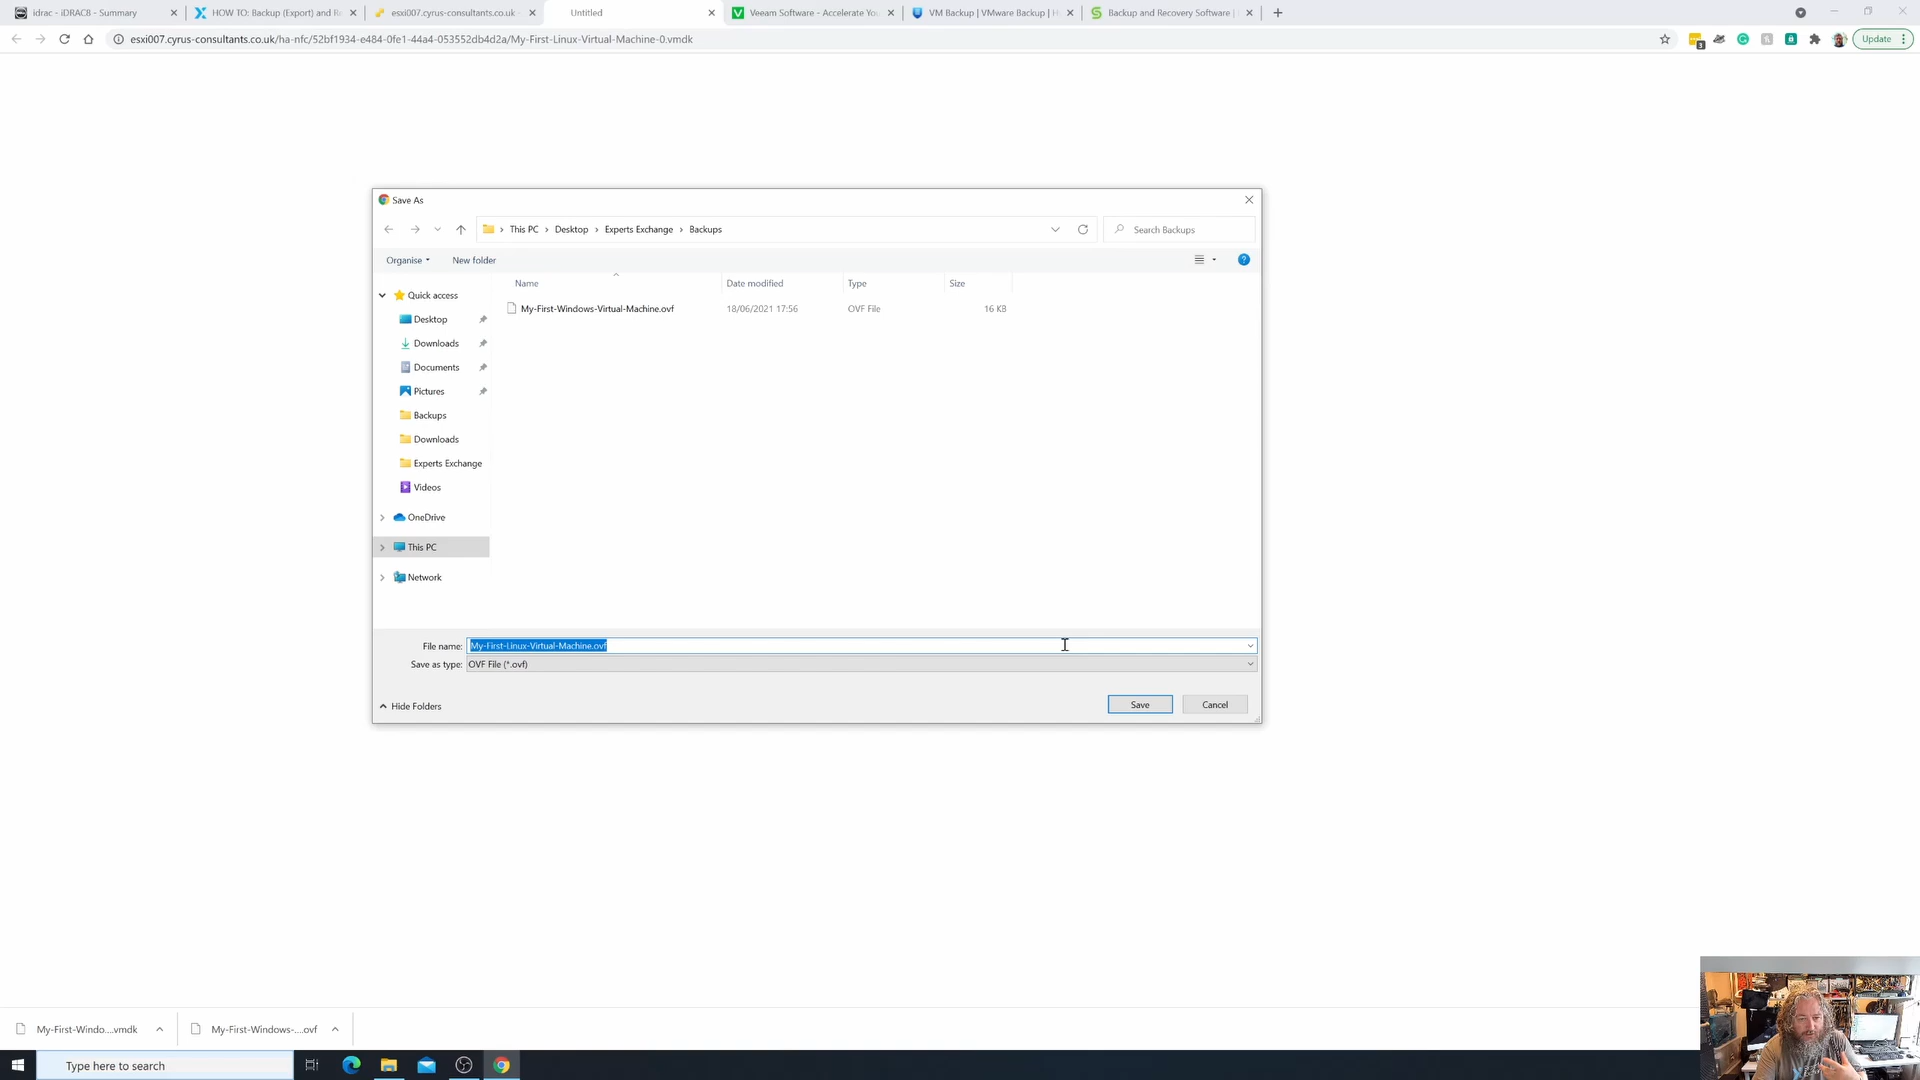 idrac - iDRAC8 - Summary
HOW TO: Backup (Export) and Re
esxi007.cyrus-consultants.co.uk
Untitled
Veeam Software - Accelerate You
VM Backup | VMware Backup | H
Backup and Recovery Software |
esxi007.cyrus-consultants.co.uk/ha-nfc/52bf1934-e484-0fe1-44a4-053552db4d2a/My-First-Linux-Virtual-Machine-0.vmdk
3
Update
Save As
This PC › Desktop › Experts Exchange › Backups
Search Backups
Organise
New folder
?
Name
Date modified
Type
Size
My-First-Windows-Virtual-Machine.ovf
18/06/2021 17:56
OVF File
16 KB
Quick access
Desktop
Downloads
Documents
Pictures
Backups
Downloads
Experts Exchange
Videos
OneDrive
This PC
Network
File name: My-First-Linux-Virtual-Machine.ovf
Save as type: OVF File (*.ovf)
Hide Folders
Save
Cancel
My-First-Windo....vmdk
My-First-Windows-....ovf
Type here to search